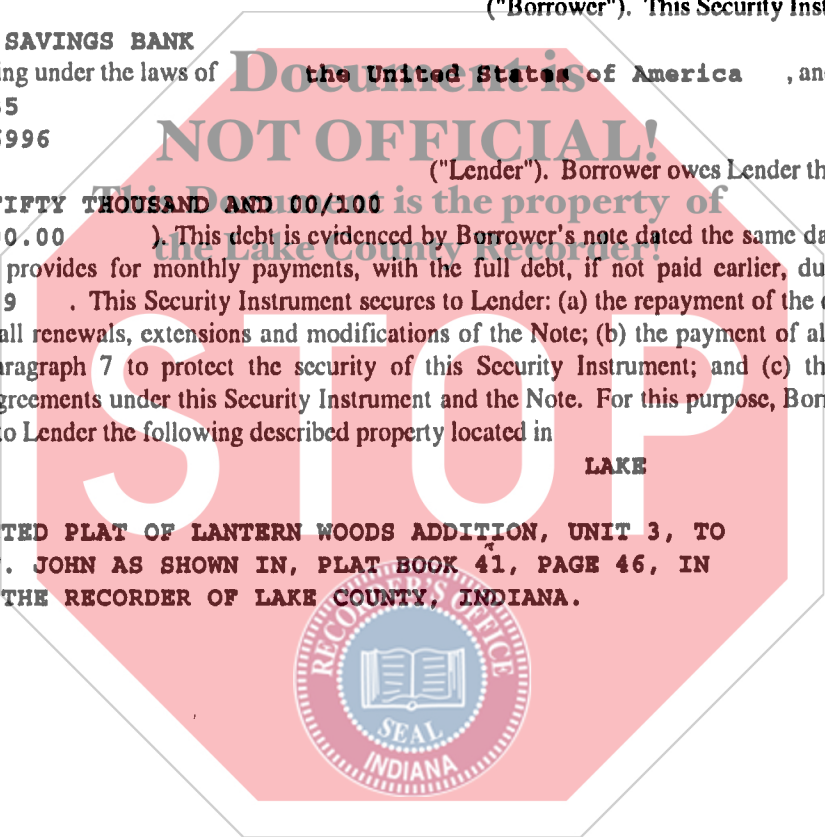 ("Borrower"). This Security Inst
SAVINGS BANK
ing under the laws of the United States of America , an
5
5996
("Lender"). Borrower owes Lender th
IFTY THOUSAND AND 00/100
00.00 ). This debt is evidenced by Borrower's note dated the same da
provides for monthly payments, with the full debt, if not paid earlier, du
9 . This Security Instrument secures to Lender: (a) the repayment of the
all renewals, extensions and modifications of the Note; (b) the payment of al
aragraph 7 to protect the security of this Security Instrument; and (c) th
greements under this Security Instrument and the Note. For this purpose, Borr
to Lender the following described property located in
LAKE
TED PLAT OF LANTERN WOODS ADDITION, UNIT 3, TO
. JOHN AS SHOWN IN, PLAT BOOK 41, PAGE 46, IN
THE RECORDER OF LAKE COUNTY, INDIANA.
Document is
NOT OFFICIAL!
This Document is the property of
the Lake County Recorder!
STOP
RECORDER'S OFFICE
SEAL
INDIANA